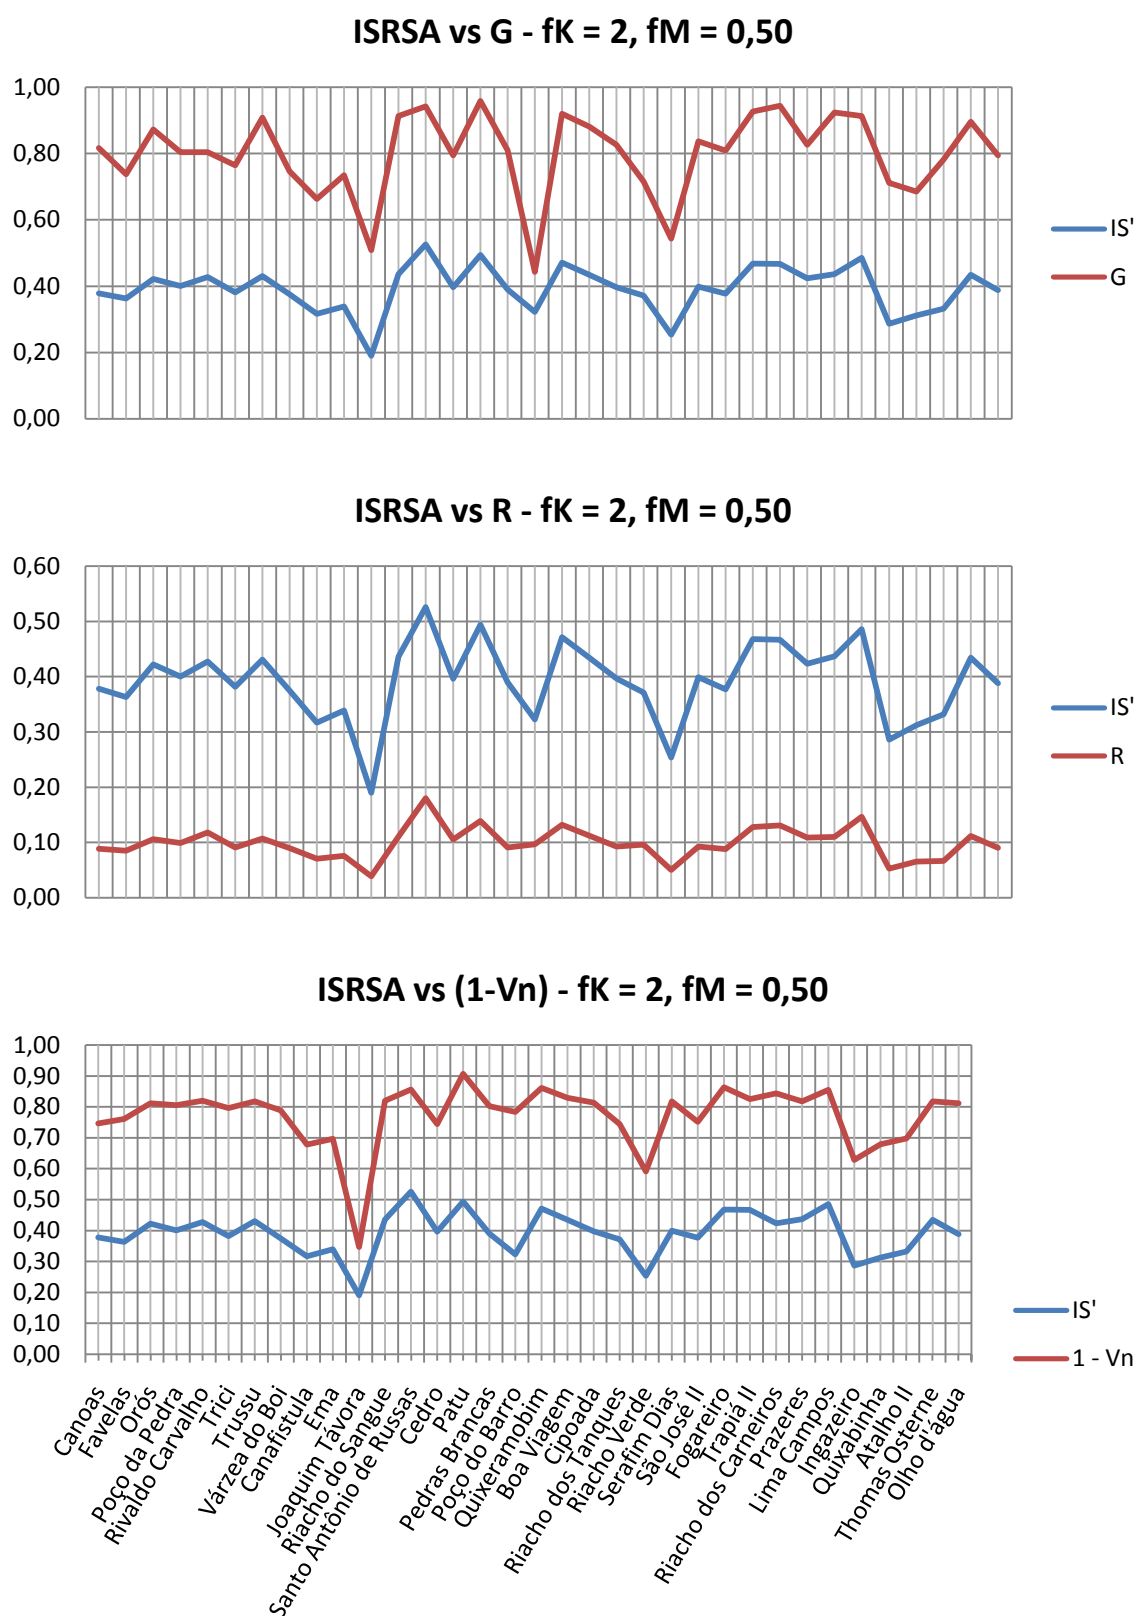 ISRSA vs G - fK = 2, fM = 0,50
1,00
0,80
0,60
0,40
0,20
0,00
IS'
G
ISRSA vs R - fK = 2, fM = 0,50
0,60
0,50
0,40
0,30
0,20
0,10
0,00
IS'
R
ISRSA vs (1-Vn) - fK = 2, fM = 0,50
1,00
0,90
0,80
0,70
0,60
0,50
0,40
0,30
0,20
0,10
0,00
IS'
1 - Vn
Canoas
Favelas
Orós
Poço da Pedra
Rivaldo Carvalho
Trici
Trussu
Várzea do Boi
Canafístula
Ema
Joaquim Távora
Riacho do Sangue
Santo Antônio de Russas
Cedro
Patu
Pedras Brancas
Poço do Barro
Quixeramobim
Boa Viagem
Cipoada
Riacho dos Tanques
Riacho Verde
Serafim Dias
São José II
Fogareiro
Trapiá II
Riacho dos Carneiros
Prazeres
Lima Campos
Ingazeiro
Quixabinha
Atalho II
Thomas Osterne
Olho d'água